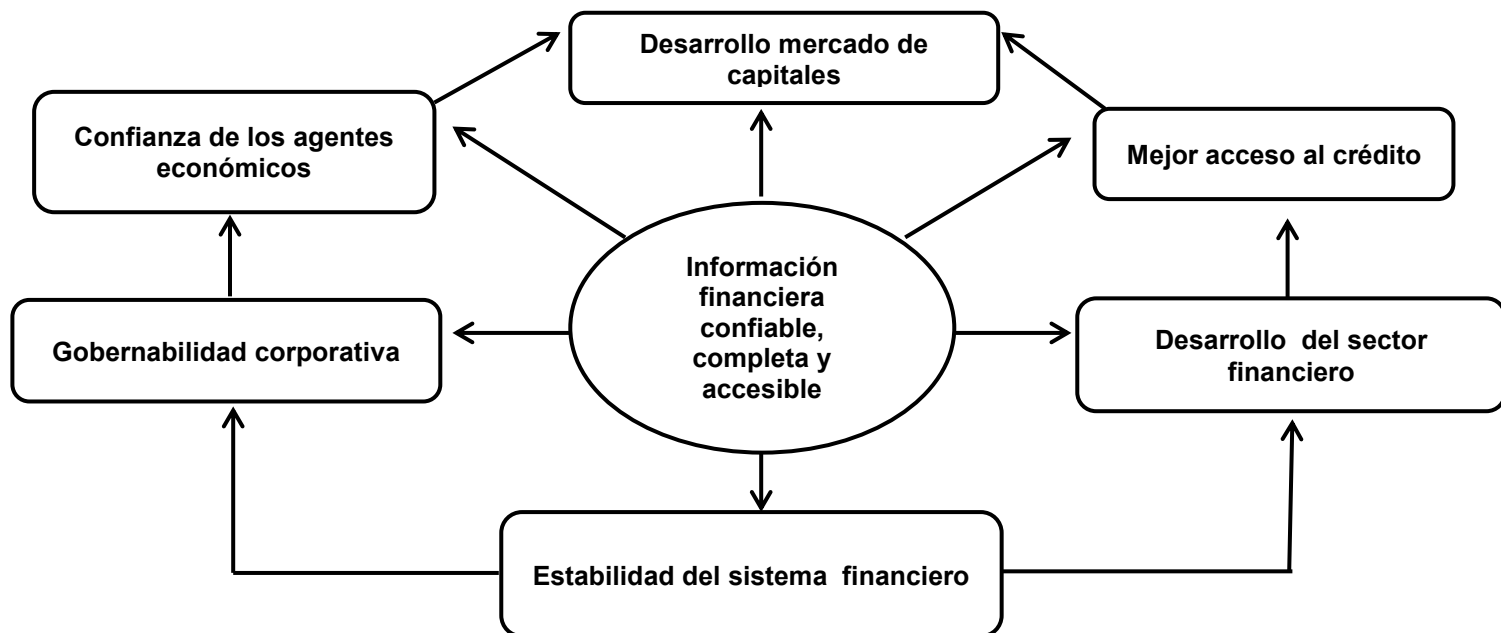 Desarrollo mercado de
capitales
Confianza de los agentes
económicos
Mejor acceso al crédito
Información
financiera
confiable,
completa y
accesible
Gobernabilidad corporativa
Desarrollo del sector
financiero
Estabilidad del sistema financiero